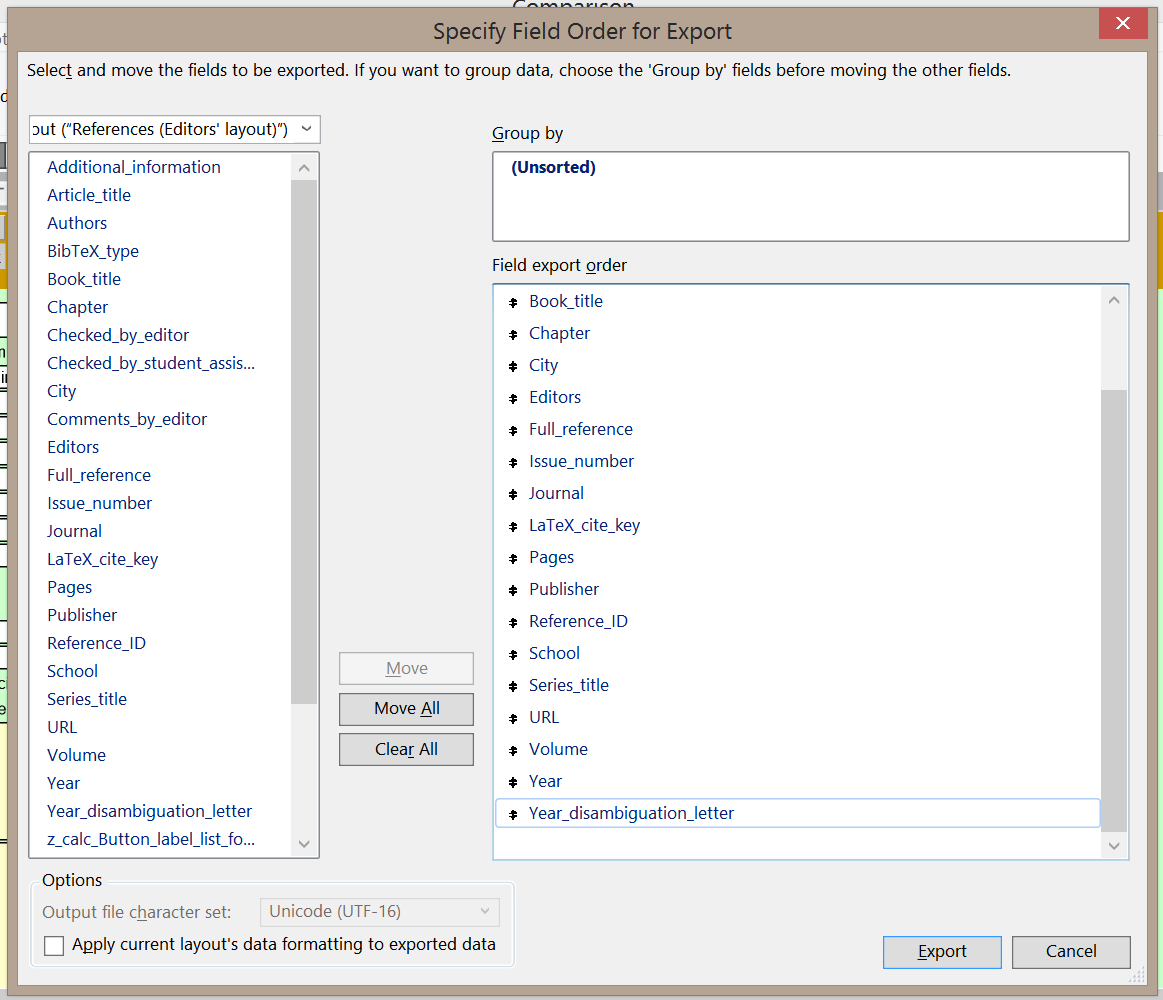 Comparison
Specify Field Order for Export
Select and move the fields to be exported. If you want to group data, choose the 'Group by' fields before moving the other fields.
out (“References (Editors' layout)”)
Additional_information
Article_title
Authors
BibTeX_type
Book_title
Chapter
Checked_by_editor
Checked_by_student_assis...
City
Comments_by_editor
Editors
Full_reference
Issue_number
Journal
LaTeX_cite_key
Pages
Publisher
Reference_ID
School
Series_title
URL
Volume
Year
Year_disambiguation_letter
z_calc_Button_label_list_fo...
Move
Move All
Clear All
Group by
(Unsorted)
Field export order
Book_title
Chapter
City
Editors
Full_reference
Issue_number
Journal
LaTeX_cite_key
Pages
Publisher
Reference_ID
School
Series_title
URL
Volume
Year
Year_disambiguation_letter
Options
Output file character set:
Unicode (UTF-16)
Apply current layout's data formatting to exported data
Export
Cancel